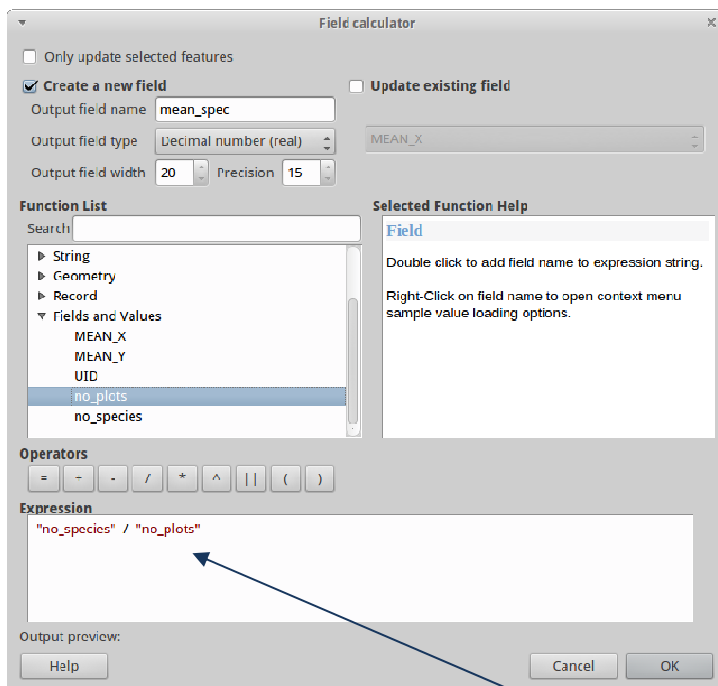 Field calculator
Only update selected features
Create a new field
Update existing field
Output field name mean_spec
Output field type Decimal number (real)
MEAN_X
Output field width 20 Precision 15
Function List
Selected Function Help
Search
String
Geometry
Record
Fields and Values
MEAN_X
MEAN_Y
UID
no_plots
no_species
Field
Double click to add field name to expression string.
Right-Click on field name to open context menu
sample value loading options.
Operators
= + - / * ^ || ( )
Expression
"no_species" / "no_plots"
Output preview:
Help Cancel OK